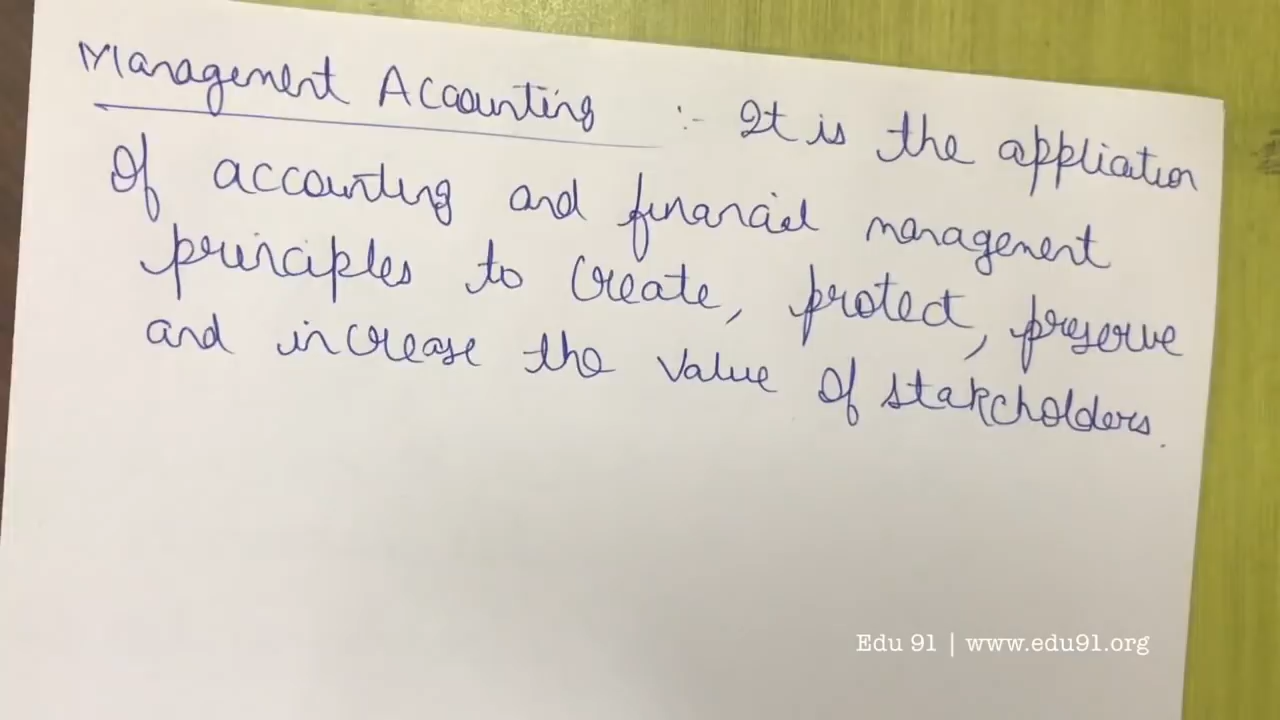 Management Accounting :- It is the application
Of accounting and financial management
principles to create, protect, preserve
and increase the value of stakeholders.
Edu 91 | www.edu91.org